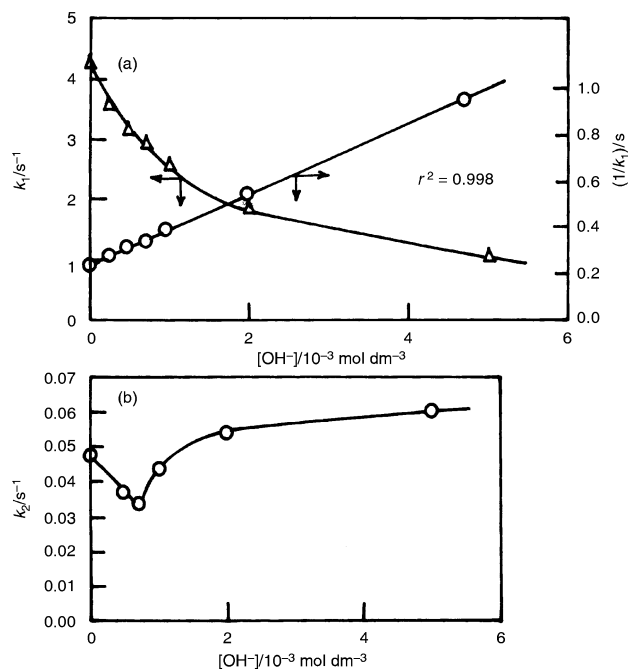 (a)
5
4
3
2
1
0
k₁/s⁻¹
1.0
0.8
0.6
0.4
0.2
0.0
(1/k₁)/s
r² = 0.998
0 2 4 6
[OH⁻]/10⁻³ mol dm⁻³
(b)
0.07
0.06
0.05
0.04
0.03
0.02
0.01
0.00
k₂/s⁻¹
0 2 4 6
[OH⁻]/10⁻³ mol dm⁻³